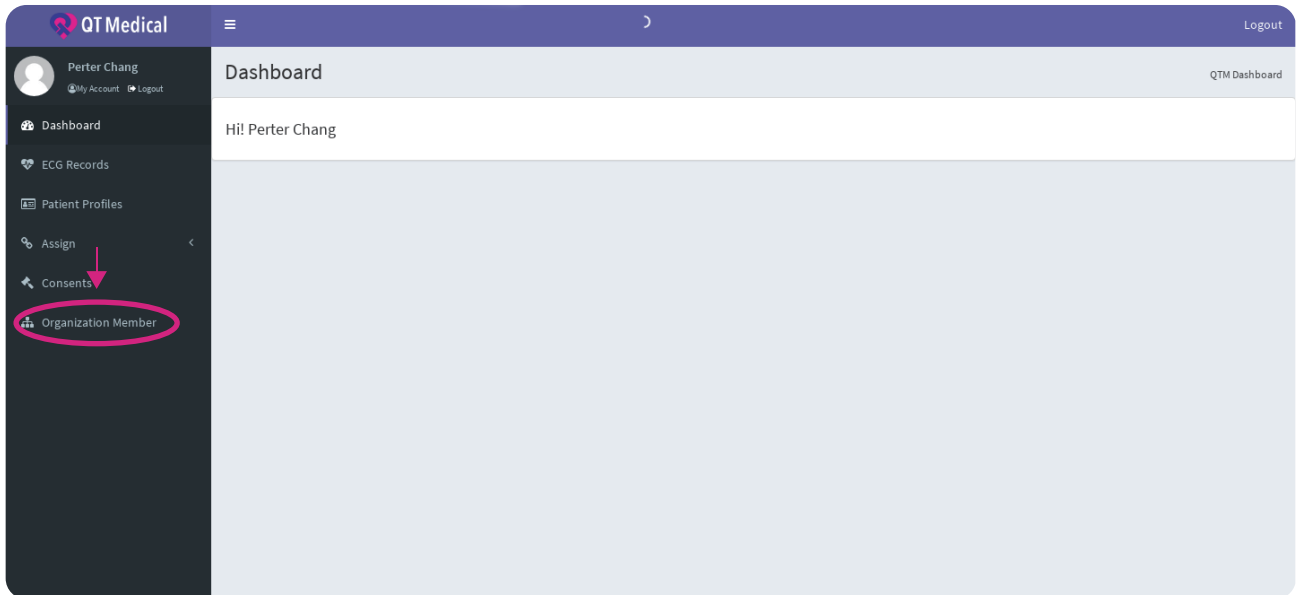 QT Medical
Logout
Perter Chang
My Account Logout
Dashboard
QTM Dashboard
Dashboard
Hi! Perter Chang
ECG Records
Patient Profiles
Assign
Consents
Organization Member